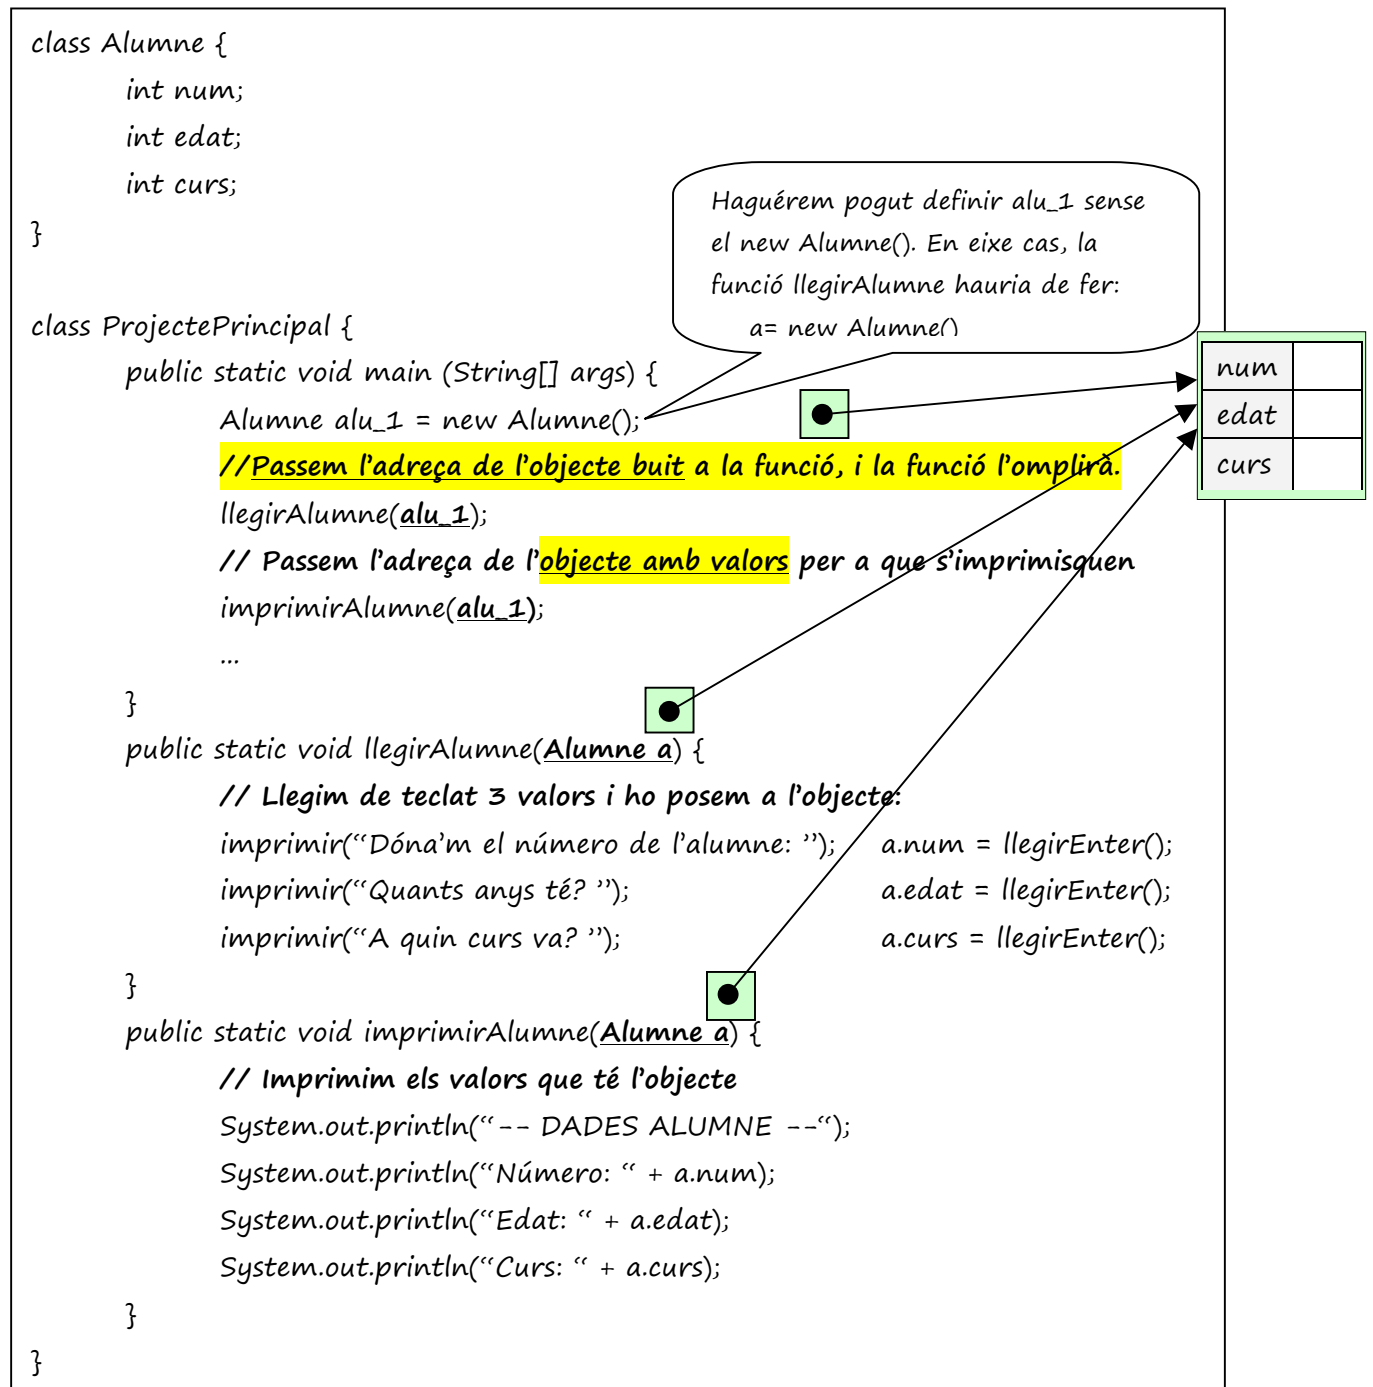 class Alumne {
int num;
int edat;
int curs;
}
Haguérem pogut definir alu_1 sense
el new Alumne(). En eixe cas, la
funció llegirAlumne hauria de fer:
a= new Alumne()
class ProjectePrincipal {
public static void main (String[] args) {
Alumne alu_1 = new Alumne();
//Passem l’adreça de l’objecte buit a la funció, i la funció l’omplirà.
llegirAlumne(alu_1);
// Passem l’adreça de l’objecte amb valors per a que s’imprimisquen
imprimirAlumne(alu_1);
...
}
num
edat
curs
public static void llegirAlumne(Alumne a) {
// Llegim de teclat 3 valors i ho posem a l’objecte:
imprimir(“Dóna’m el número de l’alumne: ”); a.num = llegirEnter();
imprimir(“Quants anys té? ”); a.edat = llegirEnter();
imprimir(“A quin curs va? ”); a.curs = llegirEnter();
}
public static void imprimirAlumne(Alumne a) {
// Imprimim els valors que té l’objecte
System.out.println(“-- DADES ALUMNE --“);
System.out.println(“Número: “ + a.num);
System.out.println(“Edat: “ + a.edat);
System.out.println(“Curs: “ + a.curs);
}
}